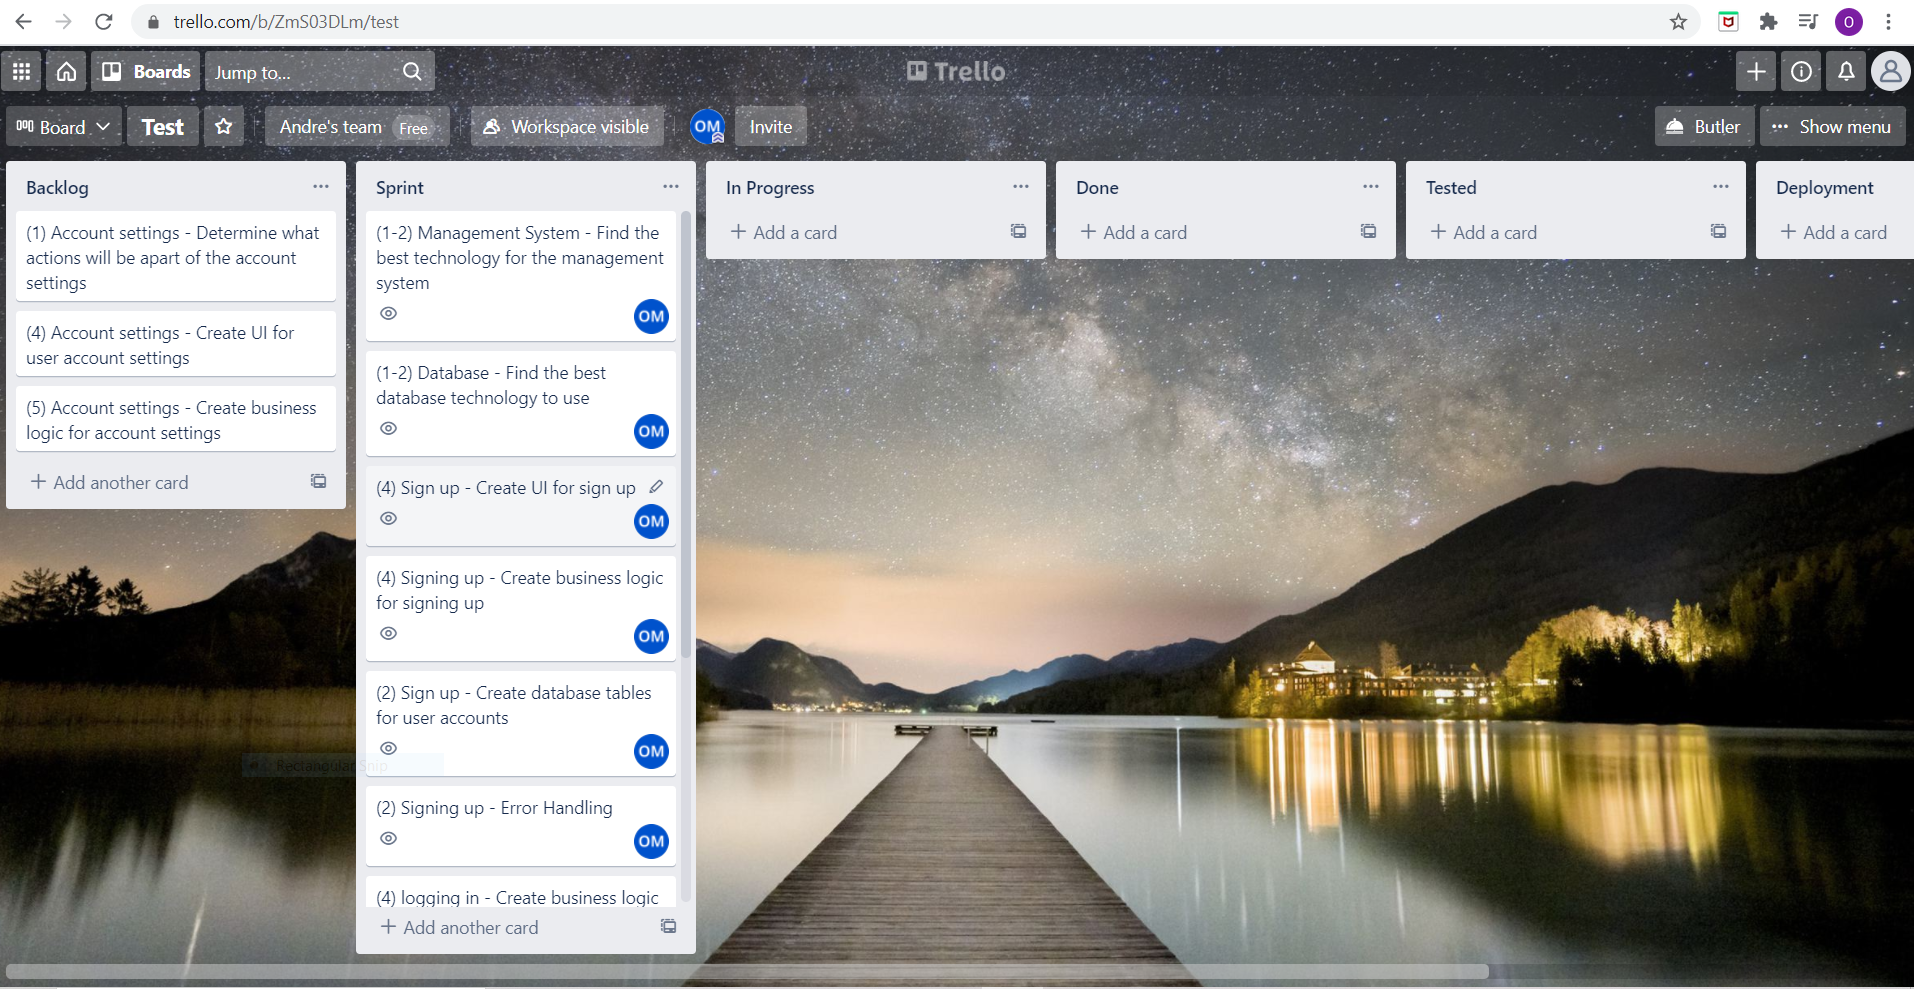 trello.com/b/ZmS03DLm/test
O
Boards
Jump to...
Trello
Board
Test
Andre's team Free
Workspace visible
OM
Invite
Butler
Show menu
Backlog
(1) Account settings - Determine what
actions will be apart of the account
settings
(4) Account settings - Create UI for
user account settings
(5) Account settings - Create business
logic for account settings
Add another card
Sprint
(1-2) Management System - Find the
best technology for the management
system
OM
(1-2) Database - Find the best
database technology to use
OM
(4) Sign up - Create UI for sign up
OM
(4) Signing up - Create business logic
for signing up
OM
(2) Sign up - Create database tables
for user accounts
OM
Rectangular Snip
(2) Signing up - Error Handling
OM
(4) logging in - Create business logic
Add another card
In Progress
Add a card
Done
Add a card
Tested
Add a card
Deployment
Add a card